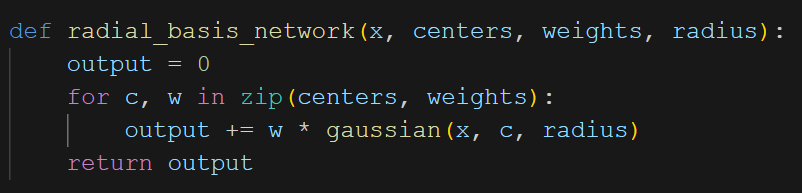 def radial_basis_network(x, centers, weights, radius):
    output = 0
    for c, w in zip(centers, weights):
        output += w * gaussian(x, c, radius)
    return output